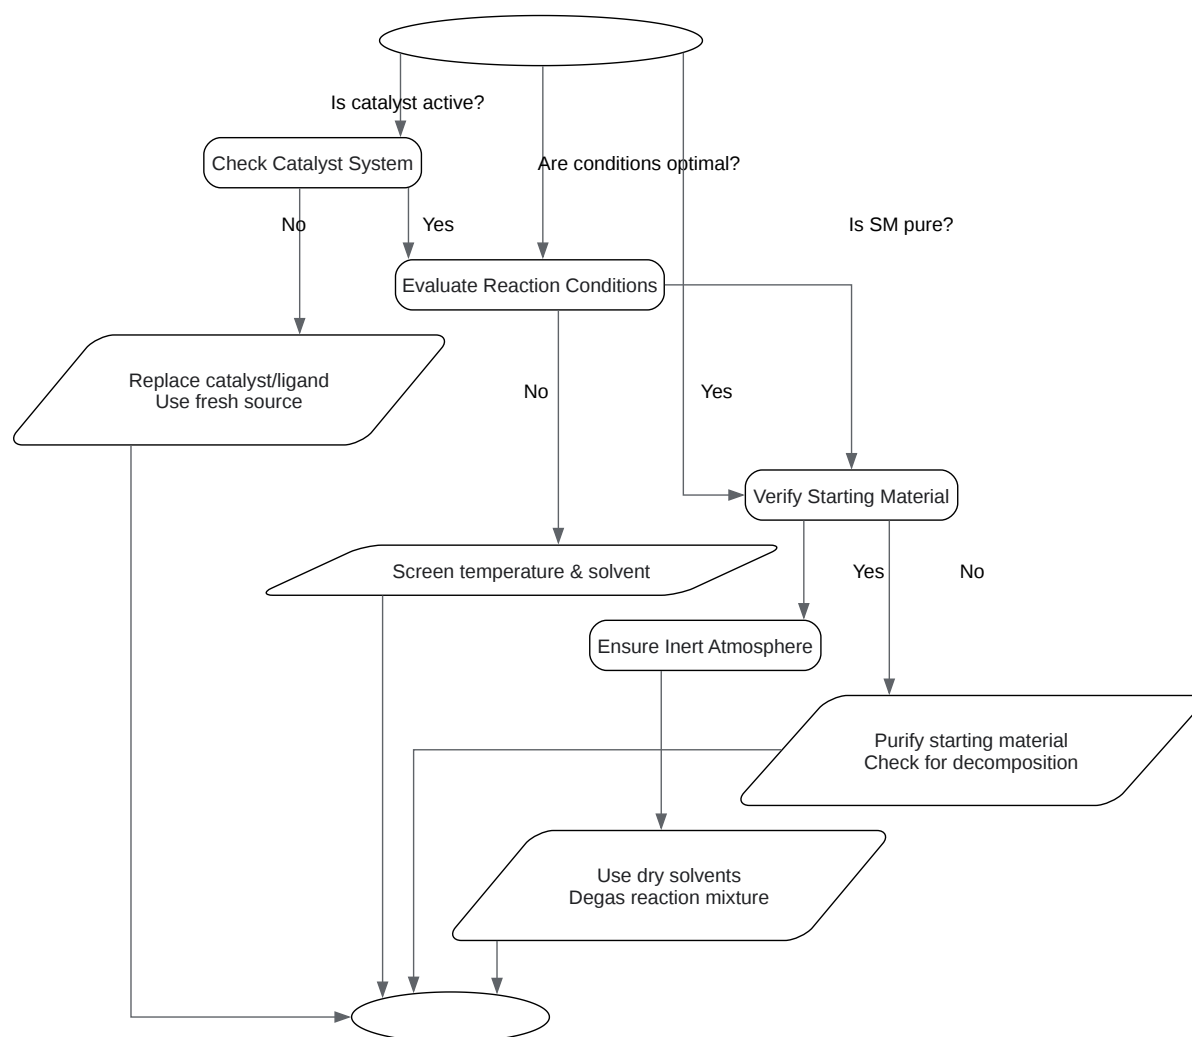 Is catalyst active?
Check Catalyst System
Are conditions optimal?
No
Yes
Is SM pure?
Evaluate Reaction Conditions
Replace catalyst/ligand
Use fresh source
No
Yes
Verify Starting Material
Screen temperature & solvent
Yes
No
Ensure Inert Atmosphere
Purify starting material
Check for decomposition
Use dry solvents
Degas reaction mixture